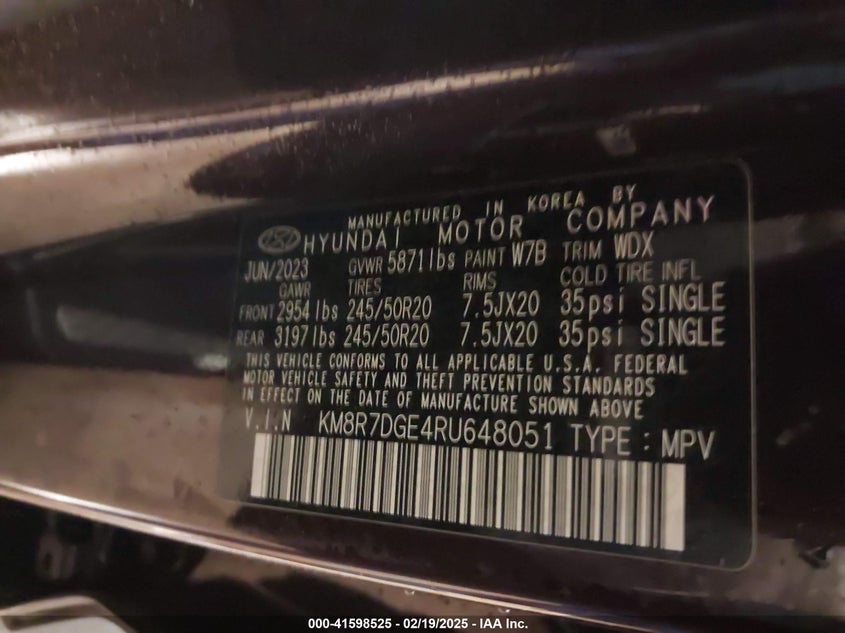 MANUFACTURED IN KOREA BY
HYUNDAI MOTOR COMPANY
JUN/2023 GVWR 5871lbs PAINT W7B TRIM WDX
GAWR TIRES RIMS COLD TIRE INFL
FRONT 2954lbs 245/50R20 7.5JX20 35psi SINGLE
REAR 3197lbs 245/50R20 7.5JX20 35psi SINGLE
THIS VEHICLE CONFORMS TO ALL APPLICABLE U.S.A. FEDERAL
MOTOR VEHICLE SAFETY AND THEFT PREVENTION STANDARDS
IN EFFECT ON THE DATE OF MANUFACTURE SHOWN ABOVE
V.I.N KM8R7DGE4RU648051 TYPE : MPV
000-41598525 - 02/19/2025 - IAA Inc.